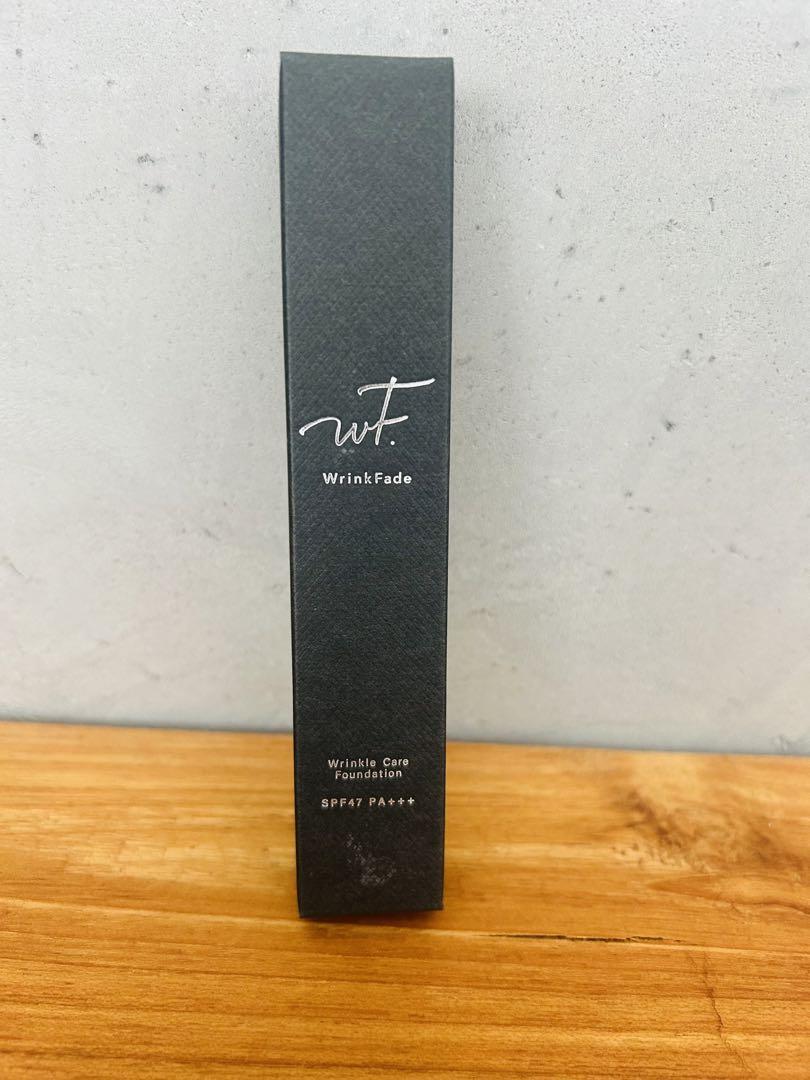 wF.
WrinkFade
Wrinkle Care
Foundation
SPF47 PA+++